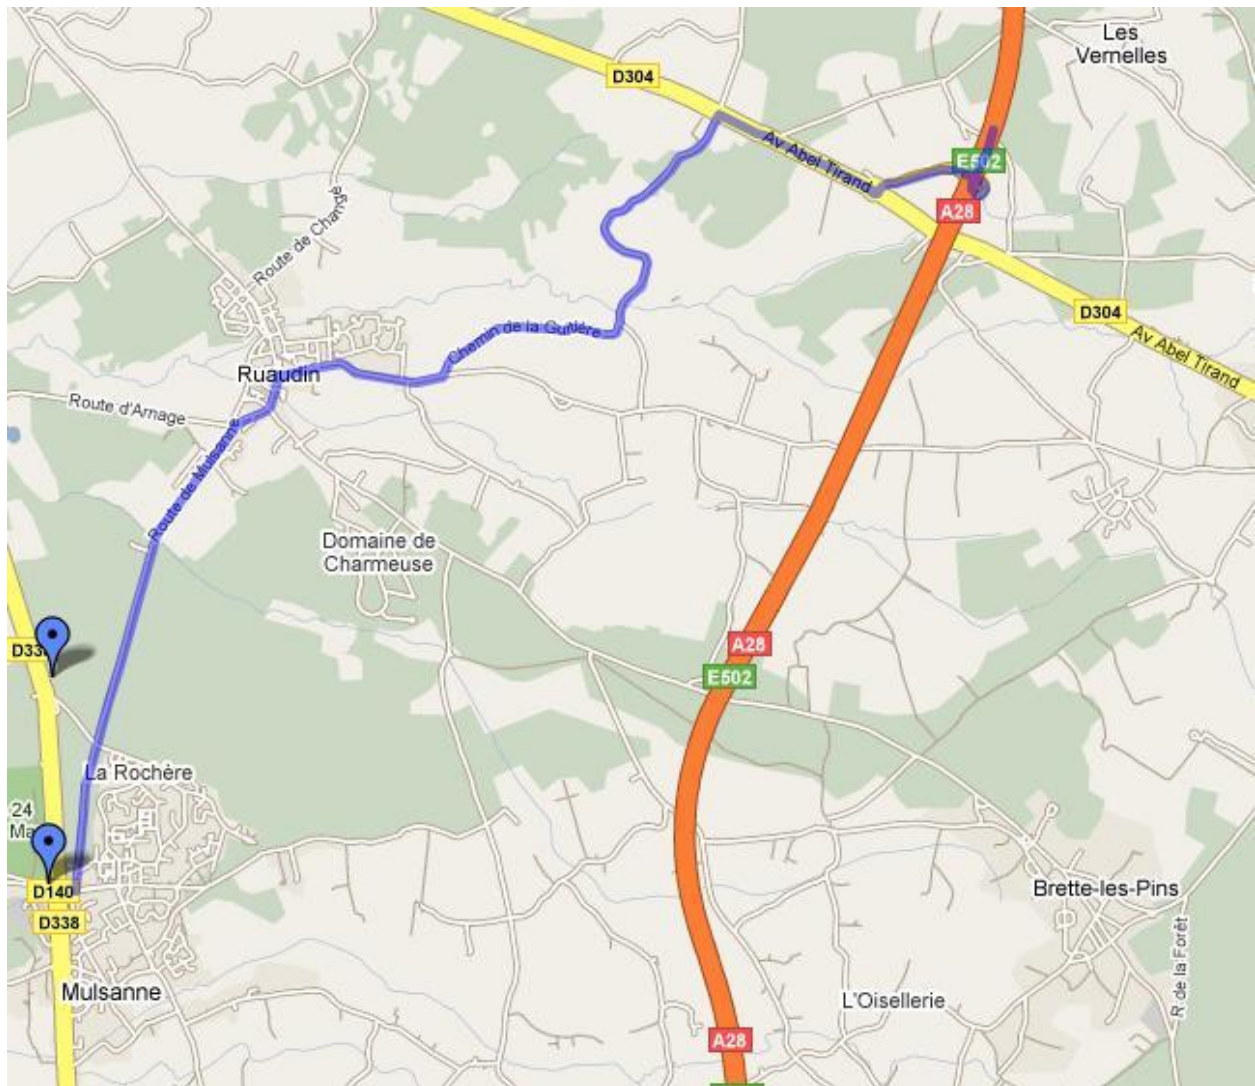 Les
Vernelles
D304
Av Abel Tirand
E502
A28
Route de Changé
D304
Av Abel Tirand
Chemin de la
Ruaudin
Route d'Arnage
Route de Mulsanne
Domaine de
Charmeuse
A28
E502
La Rochère
24
D140
Brette-les-Pins
D338
R de la Forêt
Mulsanne
L'Oisellerie
A28